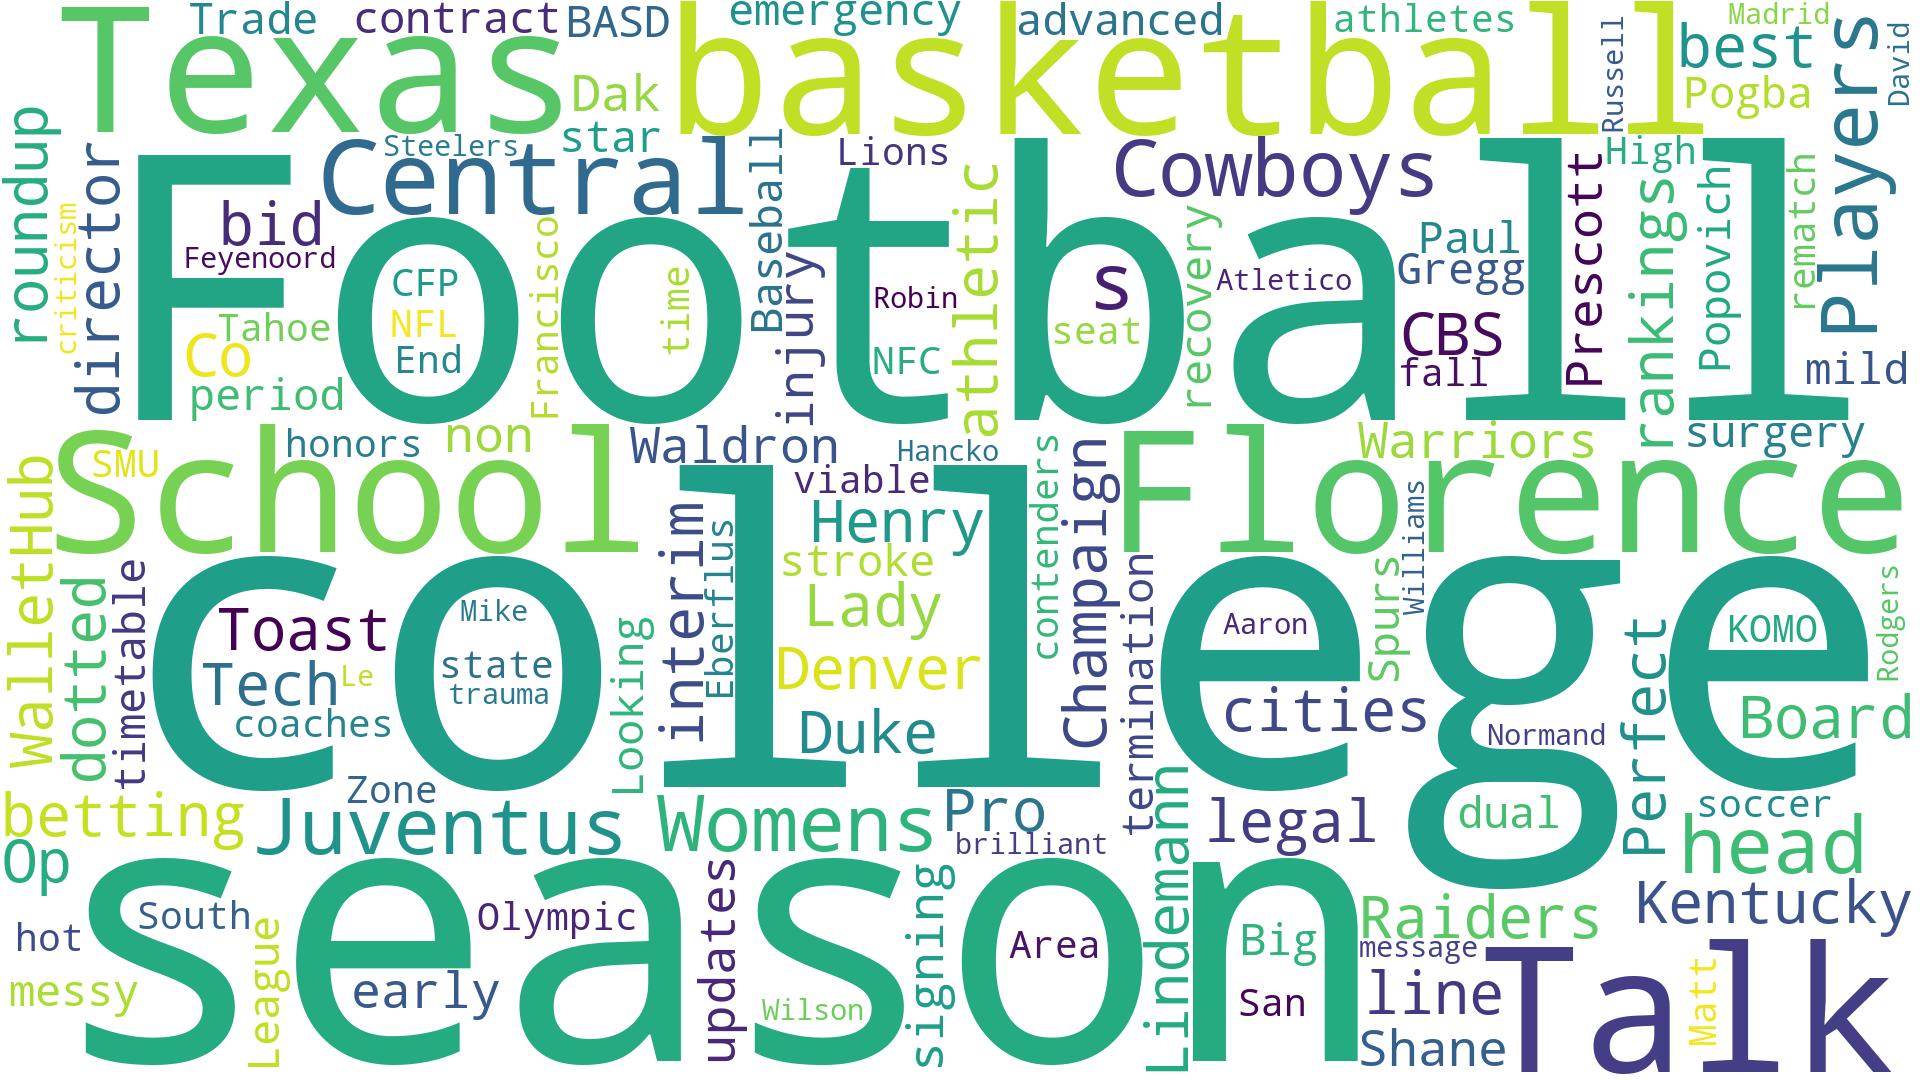 Trade
contract
BASD
emergency
advanced
athletes
Madrid
Texas
basketball
best
Players
David
Russell
Dak
Pogba
roundup
star
Steelers
Central
Baseball
Lions
Cowboys
High
director
Football
athletic
Prescott
rankings
Popovich
rematch
criticism
bid
Feyenoord
Francisco
CFP
time
injury
Robin
s
recovery
Atletico
Paul
Gregg
Tahoe
NFL
seat
CBS
Co
End
NFC
fall
mild
period
School
SMU
honors
non
Waldron
Hancko
contenders
Champaign
Florence
Warriors
surgery
WalletHub
viable
Henry
interim
Eberflus
stroke
Williams
Spurs
dotted
timetable
college
Toast
Mike
Lady
termination
Aaron
KOMO
Rodgers
Perfect
Looking
Tech
Le
state
trauma
Denver
coaches
Duke
cities
Normand
Board
Zone
betting
Juventus
Womens
Pro
brilliant
Lindemann
legal
dual
soccer
head
Op
season
updates
signing
South
Olympic
Area
Big
Raiders
Kentucky
hot
League
message
Talk
messy
early
Wilson
San
line
Matt
Shane